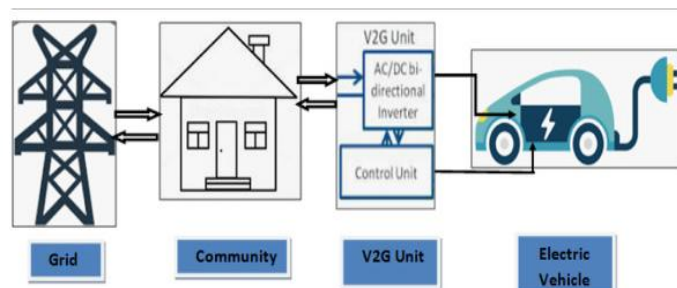 V2G Unit
AC/DC bi-
directional
Inverter
Control Unit
Grid
Community
V2G Unit
Electric
Vehicle